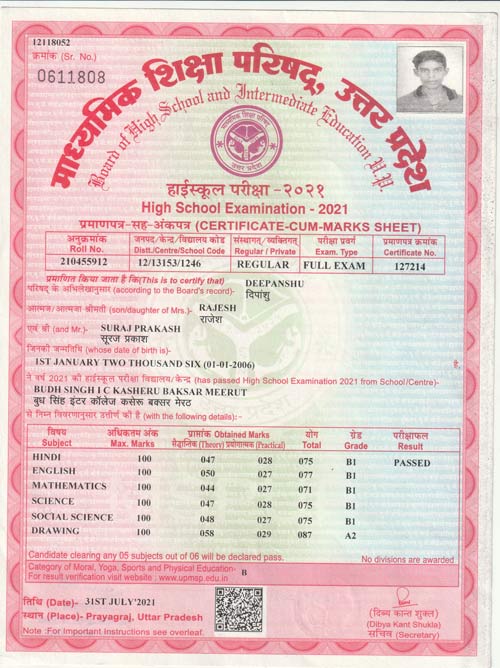 12118052
क्रमांक (Sr. No.)
0611808
माध्यमिक शिक्षा परिषद्, उत्तर प्रदेश
Board of High School and Intermediate Education U.P.
माध्यमिक शिक्षा परिषद्
उत्तर प्रदेश
हाईस्कूल परीक्षा - २०२१
High School Examination - 2021
प्रमाणपत्र-सह-अंकपत्र (CERTIFICATE-CUM-MARKS SHEET)
अनुक्रमांक जनपद/केन्द्र/विद्यालय कोड संस्थागत/व्यक्तिगत परीक्षा प्रवर्ग प्रमाणपत्र क्रमांक
Roll No. Distt./Centre/School Code Regular / Private Exam. Type Certificate No.
210455912 12/13153/1246 REGULAR FULL EXAM 127214
प्रमाणित किया जाता है कि(This is to certify that) DEEPANSHU
परिषद् के अभिलेखानुसार (according to the Board's record)- दिपांशु
आत्मज/आत्मजा श्रीमती (son/daughter of Mrs.)- RAJESH
राजेश
एवं श्री (and Mr.)- SURAJ PRAKASH
सूरज प्रकाश
जिनकी जन्मतिथि (whose date of birth is)-
1ST JANUARY TWO THOUSAND SIX (01-01-2006) है,
ने वर्ष 2021 की हाईस्कूल परीक्षा विद्यालय/केन्द्र (has passed High School Examination 2021 from School/Centre)-
BUDH SINGH I C KASHERU BAKSAR MEERUT
बुध सिंह इंटर कॉलेज कसेरू बक्सर मेरठ
से निम्न विवरणानुसार उत्तीर्ण की है (with the following details):-
विषय अधिकतम अंक प्राप्तांक Obtained Marks योग ग्रेड परीक्षाफल
Subject Max. Marks सैद्धान्तिक (Theory) प्रयोगात्मक (Practical) Total Grade Result
HINDI 100 047 028 075 B1 PASSED
ENGLISH 100 050 027 077 B1
MATHEMATICS 100 044 027 071 B1
SCIENCE 100 047 028 075 B1
SOCIAL SCIENCE 100 048 027 075 B1
DRAWING 100 058 029 087 A2
Candidate clearing any 05 subjects out of 06 will be declared pass. No divisions are awarded
Category of Moral, Yoga, Sports and Physical Education- B
For result verification visit website : www.upmsp.edu.in
तिथि (Date)- 31ST JULY'2021
स्थान (Place)- Prayagraj, Uttar Pradesh
Note :For Important Instructions see overleaf.
(दिव्य कान्त शुक्ल)
(Dibya Kant Shukla)
सचिव (Secretary)